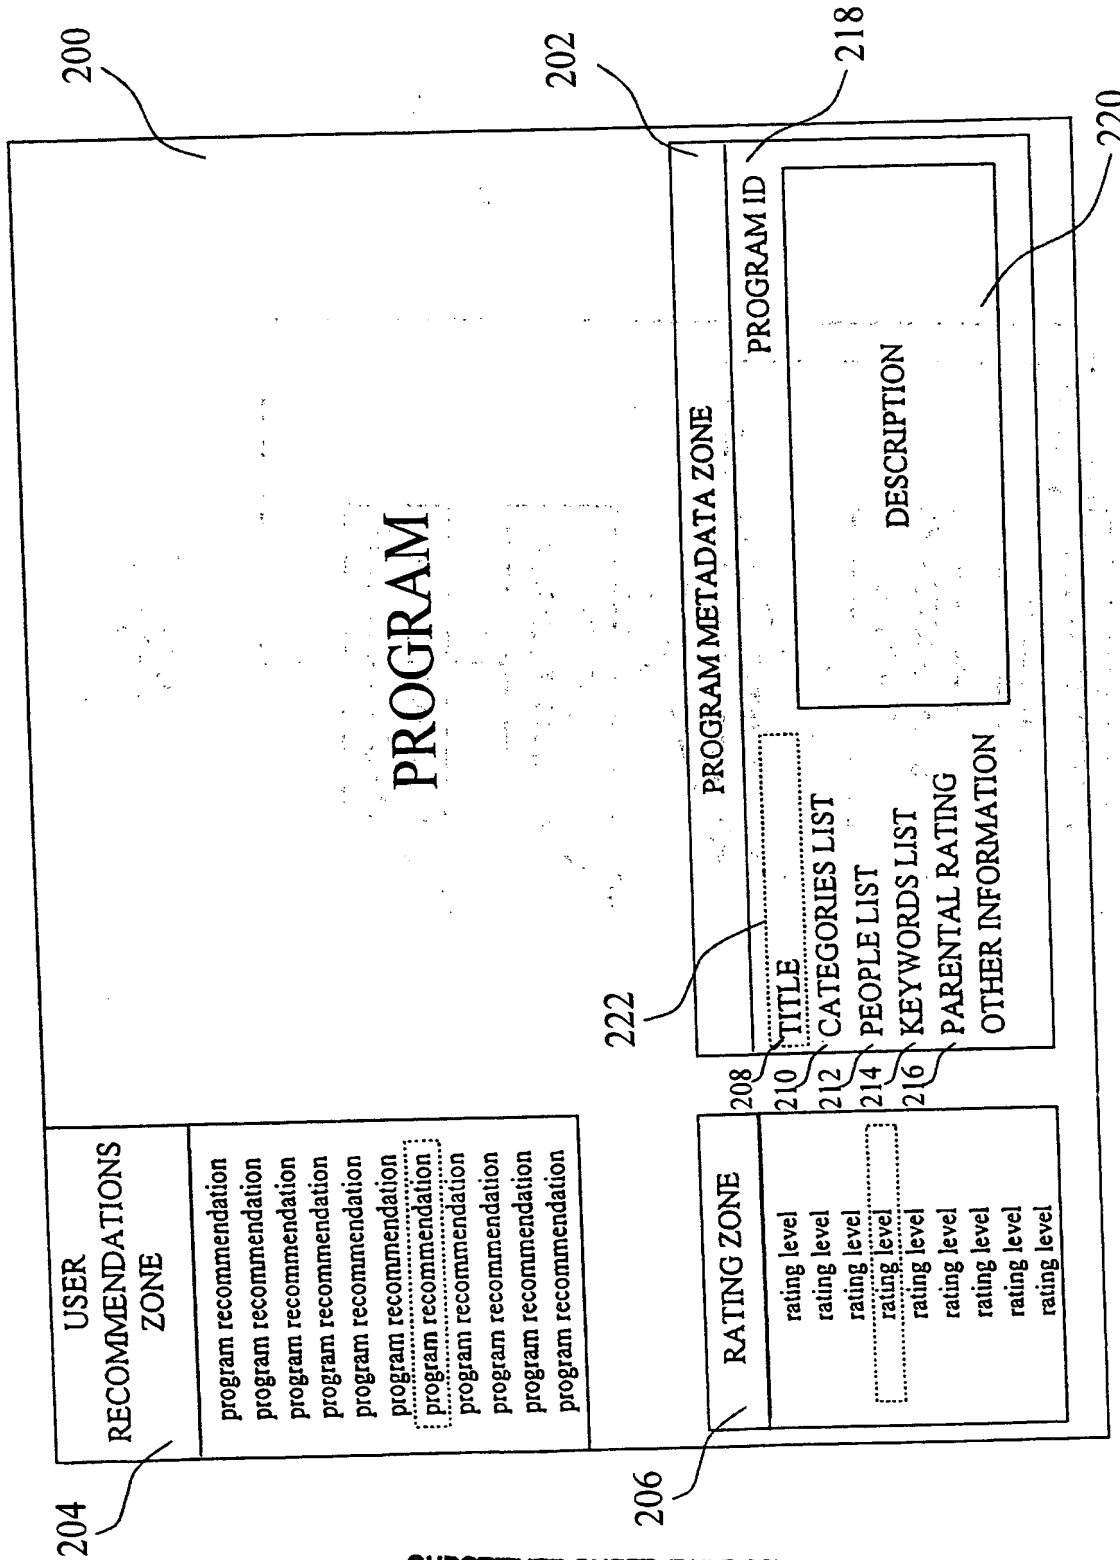 204
USER
RECOMMENDATIONS
ZONE
program recommendation
program recommendation
program recommendation
program recommendation
program recommendation
program recommendation
program recommendation
program recommendation
program recommendation
program recommendation
program recommendation
PROGRAM
200
206
RATING ZONE
rating level
rating level
rating level
rating level
rating level
rating level
rating level
rating level
rating level
222
202
PROGRAM METADATA ZONE
208 TITLE
210 CATEGORIES LIST
212 PEOPLE LIST
214 KEYWORDS LIST
216 PARENTAL RATING
OTHER INFORMATION
PROGRAM ID
218
DESCRIPTION
220